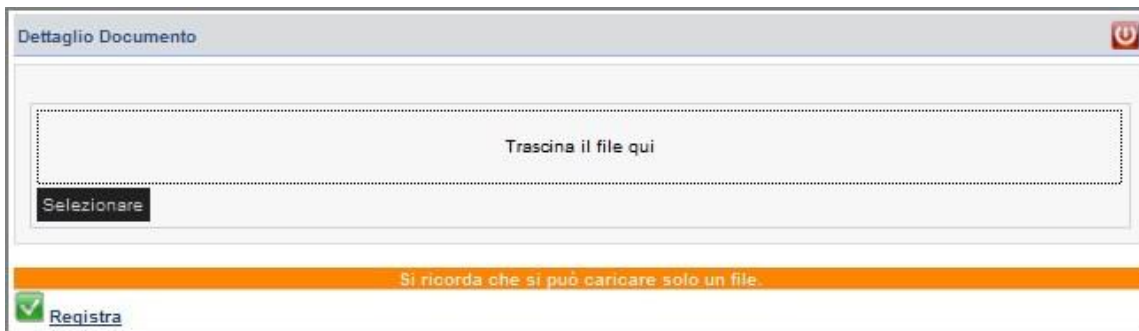 Dettaglio Documento
Trascina il file qui
Selezionare
Si ricorda che si può caricare solo un file.
Registra